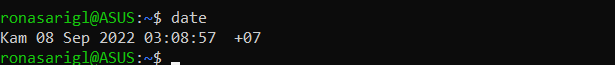 ronasarigl@ASUS:~$ date
Kam 08 Sep 2022 03:08:57  +07
ronasarigl@ASUS:~$